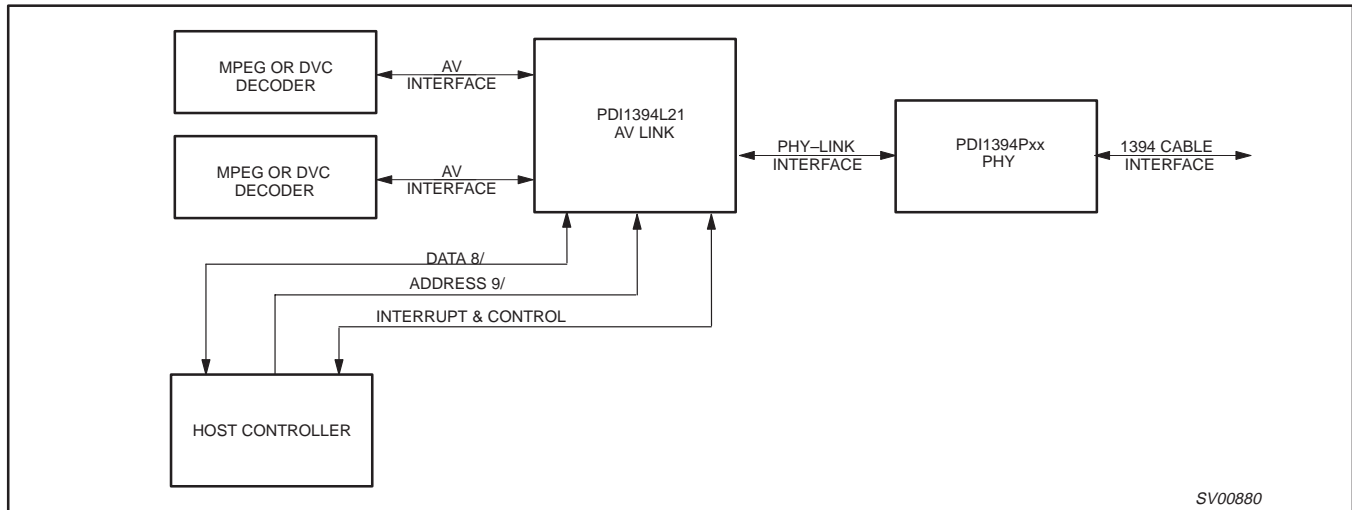 MPEG OR DVC
DECODER
AV
INTERFACE
PDI1394L21
AV LINK
PHY–LINK
INTERFACE
PDI1394Pxx
PHY
1394 CABLE
INTERFACE
MPEG OR DVC
DECODER
AV
INTERFACE
DATA 8/
ADDRESS 9/
INTERRUPT & CONTROL
HOST CONTROLLER
SV00880